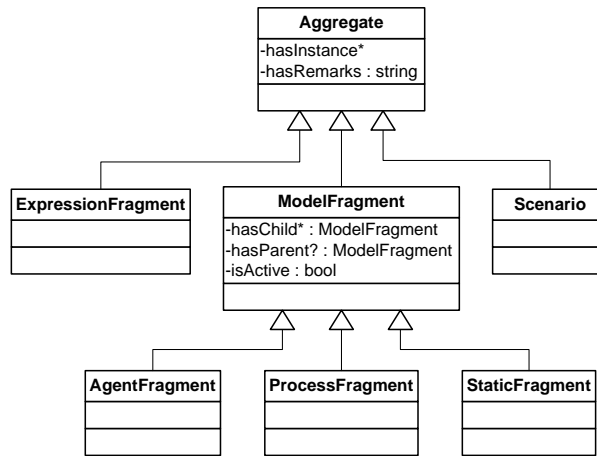 Aggregate
-hasInstance*
-hasRemarks : string
ExpressionFragment
ModelFragment
-hasChild* : ModelFragment
-hasParent? : ModelFragment
-isActive : bool
Scenario
AgentFragment
ProcessFragment
StaticFragment